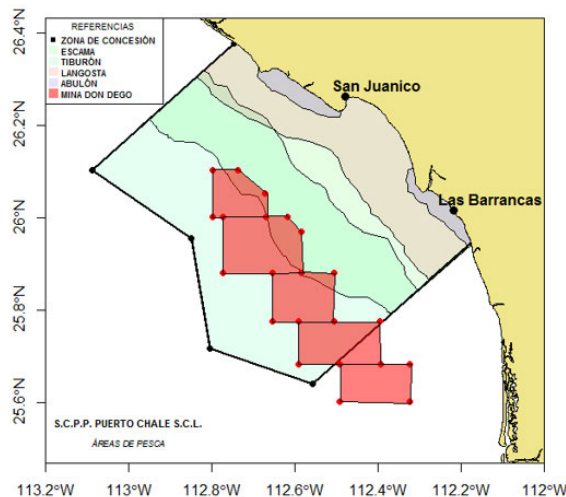 REFERENCIAS
ZONA DE CONCESIÓN
ESCAMA
TIBURÓN
LANGOSTA
ABULÓN
MINA DON DEGO
San Juanico
Las Barrancas
26.4°N
26.2°N
26°N
25.8°N
25.6°N
S.C.P.P. PUERTO CHALE S.C.L.
ÁREAS DE PESCA
113.2°W 113°W 112.8°W 112.6°W 112.4°W 112.2°W 112°W